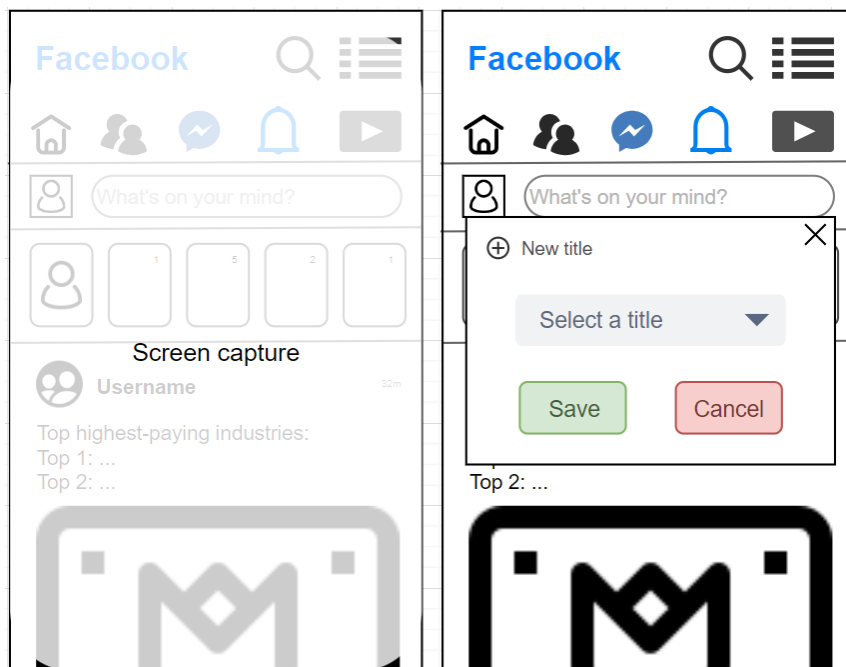 Facebook
What's on your mind?
1
5
2
1
Screen capture
Username
32m
Top highest-paying industries:
Top 1: ...
Top 2: ...
Facebook
What's on your mind?
New title
Select a title
Save
Cancel
Top 2: ...